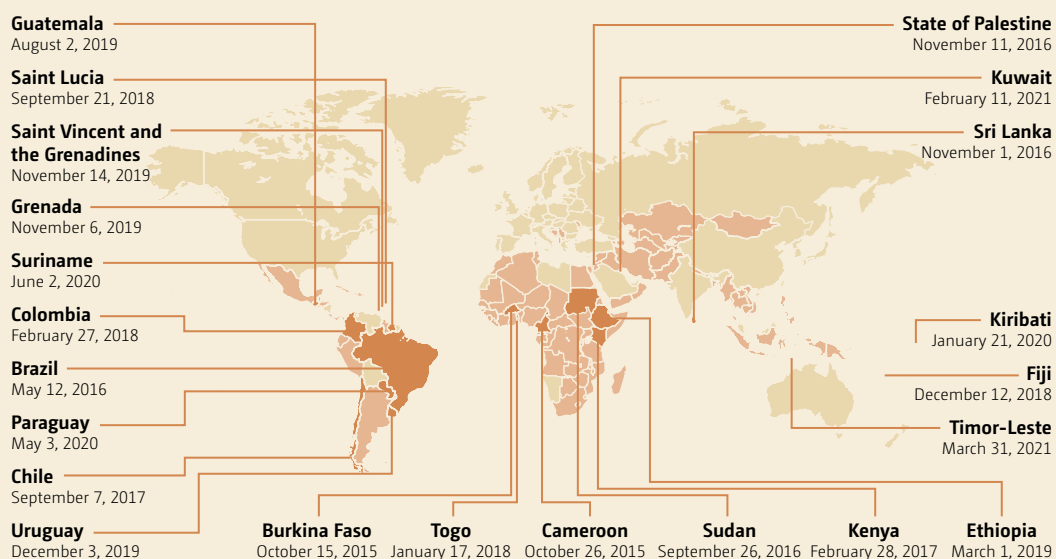 Guatemala
August 2, 2019
Saint Lucia
September 21, 2018
Saint Vincent and
the Grenadines
November 14, 2019
Grenada
November 6, 2019
Suriname
June 2, 2020
Colombia
February 27, 2018
Brazil
May 12, 2016
Paraguay
May 3, 2020
Chile
September 7, 2017
Uruguay
December 3, 2019
Burkina Faso
October 15, 2015
Togo
January 17, 2018
Cameroon
October 26, 2015
Sudan
September 26, 2016
Kenya
February 28, 2017
Ethiopia
March 1, 2019
State of Palestine
November 11, 2016
Kuwait
February 11, 2021
Sri Lanka
November 1, 2016
Kiribati
January 21, 2020
Fiji
December 12, 2018
Timor-Leste
March 31, 2021